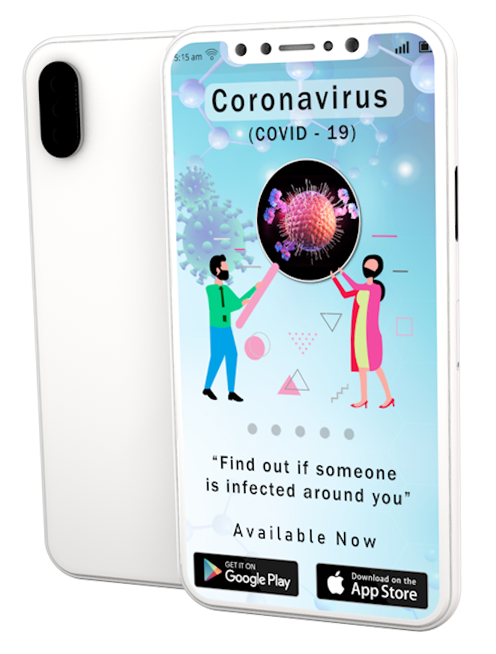 5:15 am
Coronavirus
(COVID - 19)
“Find out if someone
is infected around you”
Available Now
GET IT ON
Google Play
Download on the
App Store